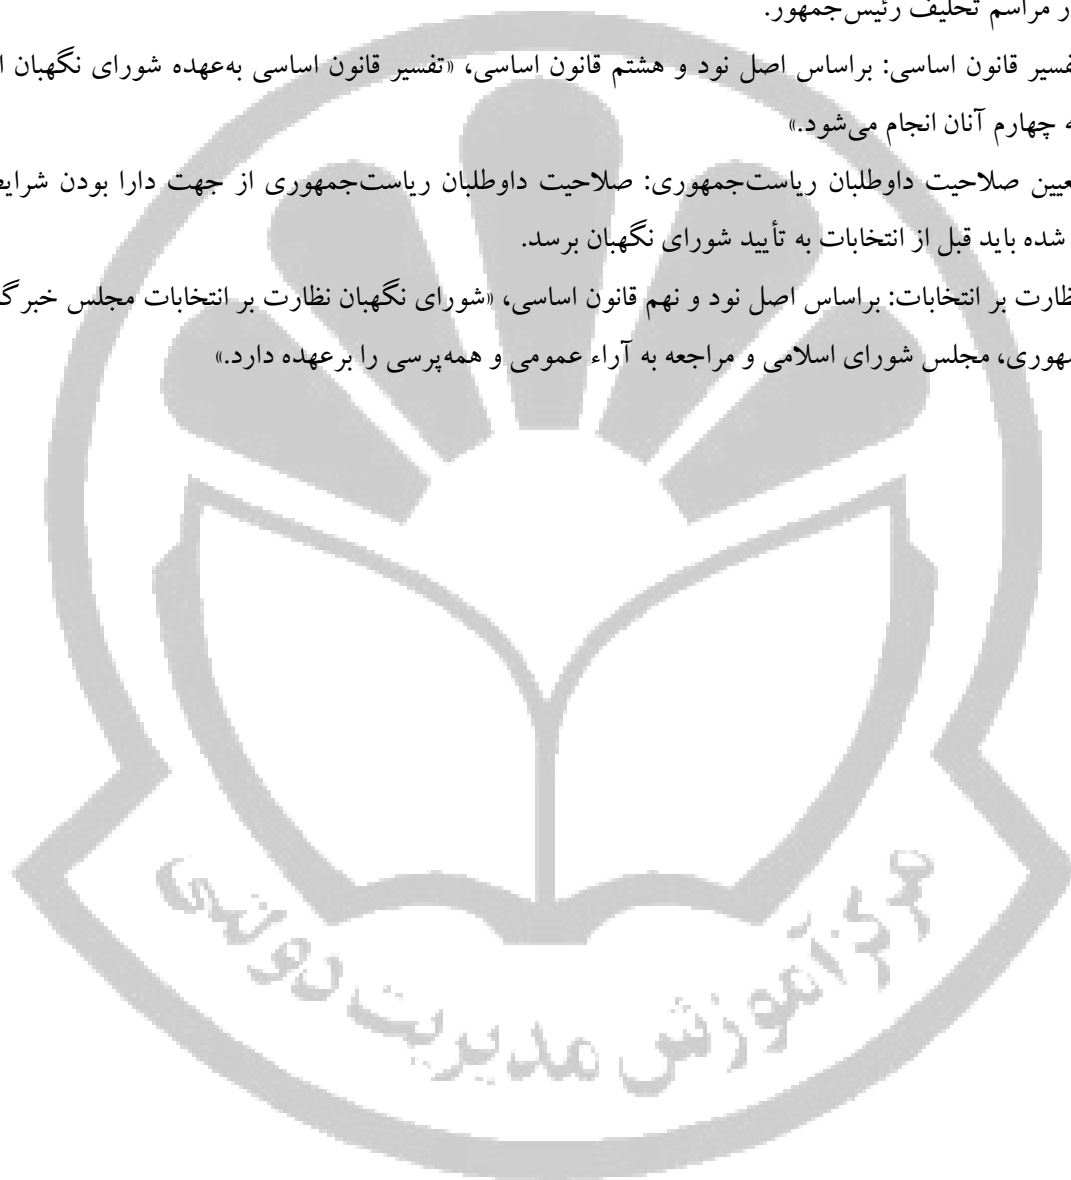 ر مراسم تحلیف رئیس‌جمهور.
فسیر قانون اساسی: براساس اصل نود و هشتم قانون اساسی، «تفسیر قانون اساسی به‌عهده شورای نگهبان ا
ه چهارم آنان انجام می‌شود.»
عیین صلاحیت داوطلبان ریاست‌جمهوری: صلاحیت داوطلبان ریاست‌جمهوری از جهت دارا بودن شرایط
شده باید قبل از انتخابات به تأیید شورای نگهبان برسد.
ظارت بر انتخابات: براساس اصل نود و نهم قانون اساسی، «شورای نگهبان نظارت بر انتخابات مجلس خبرگ
مهوری، مجلس شورای اسلامی و مراجعه به آراء عمومی و همه‌پرسی را برعهده دارد.»
مرکز آموزش مدیریت دولتی